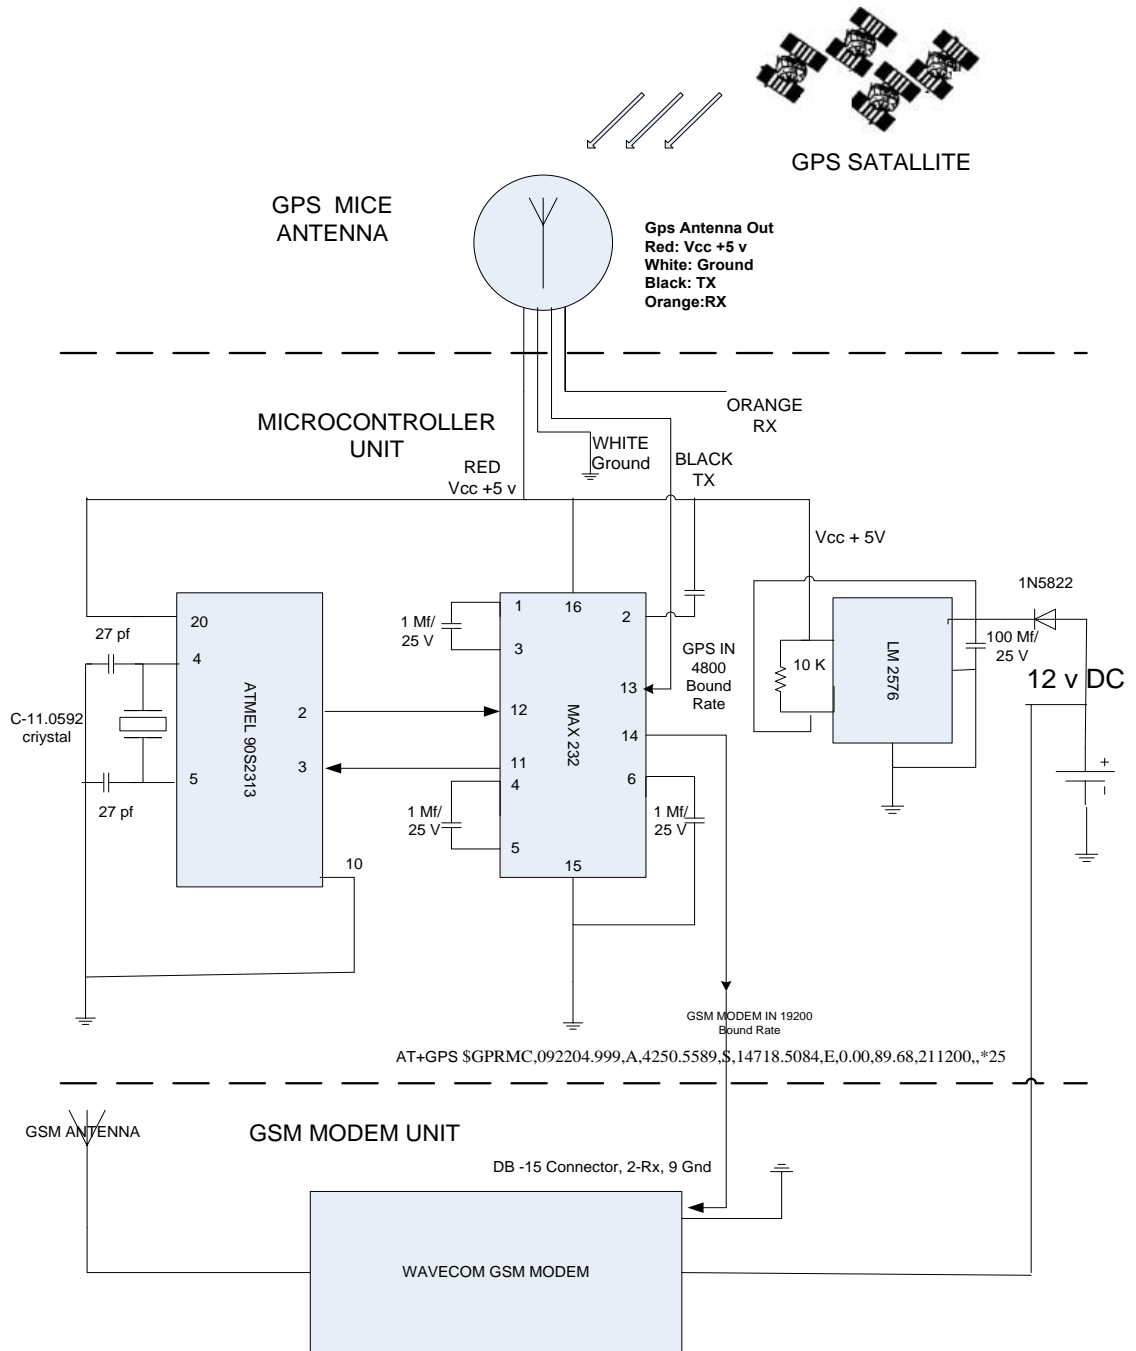 GPS SATALLITE
GPS MICE
ANTENNA
Gps Antenna Out
Red: Vcc +5 v
White: Ground
Black: TX
Orange:RX
ORANGE
RX
MICROCONTROLLER
UNIT
WHITE
Ground
BLACK
TX
RED
Vcc +5 v
Vcc + 5V
1N5822
20
27 pf
4
C-11.0592
criystal
5
27 pf
ATMEL 90S2313
2
3
10
1 Mf/
25 V
1
16
2
3
GPS IN
4800
Bound
Rate
13
12
14
MAX 232
11
4
6
1 Mf/
25 V
1 Mf/
25 V
5
15
10 K
LM 2576
100 Mf/
25 V
12 v DC
+
-
GSM MODEM IN 19200
Bound Rate
AT+GPS $GPRMC,092204.999,A,4250.5589,S,14718.5084,E,0.00,89.68,211200,,*25
GSM ANTENNA
GSM MODEM UNIT
DB -15 Connector, 2-Rx, 9 Gnd
WAVECOM GSM MODEM